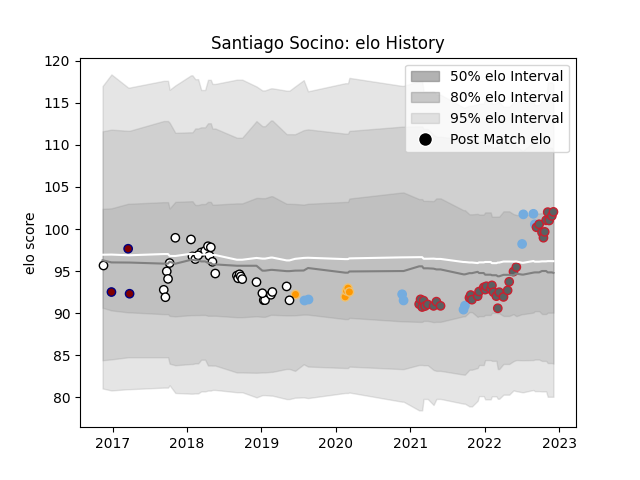 Santiago Socino: elo History
elo score
120
115
110
105
100
95
90
85
80
50% elo Interval
80% elo Interval
95% elo Interval
Post Match elo
2017 2018 2019 2020 2021 2022 2023